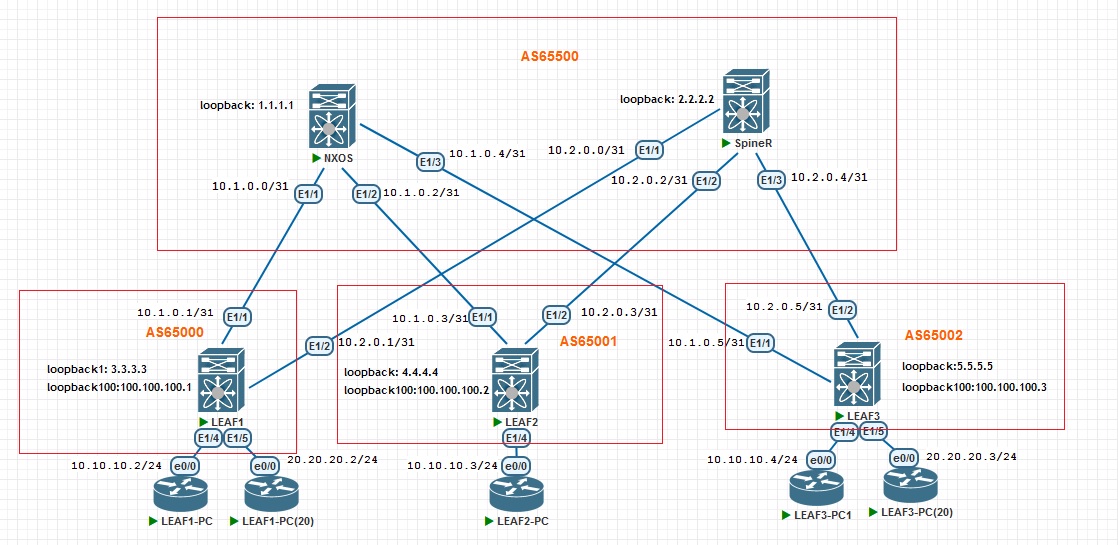 AS65500
loopback: 1.1.1.1
loopback: 2.2.2.2
NXOS
SpineR
E1/3
10.1.0.4/31
10.2.0.0/31
E1/1
10.1.0.0/31
E1/1
E1/2
10.1.0.2/31
10.2.0.2/31
E1/2
E1/3
10.2.0.4/31
10.1.0.1/31
E1/1
AS65000
E1/2
10.2.0.1/31
loopback1: 3.3.3.3
loopback100:100.100.100.1
LEAF1
10.1.0.3/31
E1/1
E1/2
10.2.0.3/31
AS65001
loopback: 4.4.4.4
loopback100:100.100.100.2
LEAF2
10.2.0.5/31
E1/2
10.1.0.5/31
E1/1
AS65002
loopback:5.5.5.5
loopback100:100.100.100.3
LEAF3
E1/4
E1/5
10.10.10.2/24
e0/0
e0/0
20.20.20.2/24
LEAF1-PC
LEAF1-PC(20)
E1/4
10.10.10.3/24
e0/0
LEAF2-PC
E1/4
E1/5
10.10.10.4/24
e0/0
e0/0
20.20.20.3/24
LEAF3-PC1
LEAF3-PC(20)